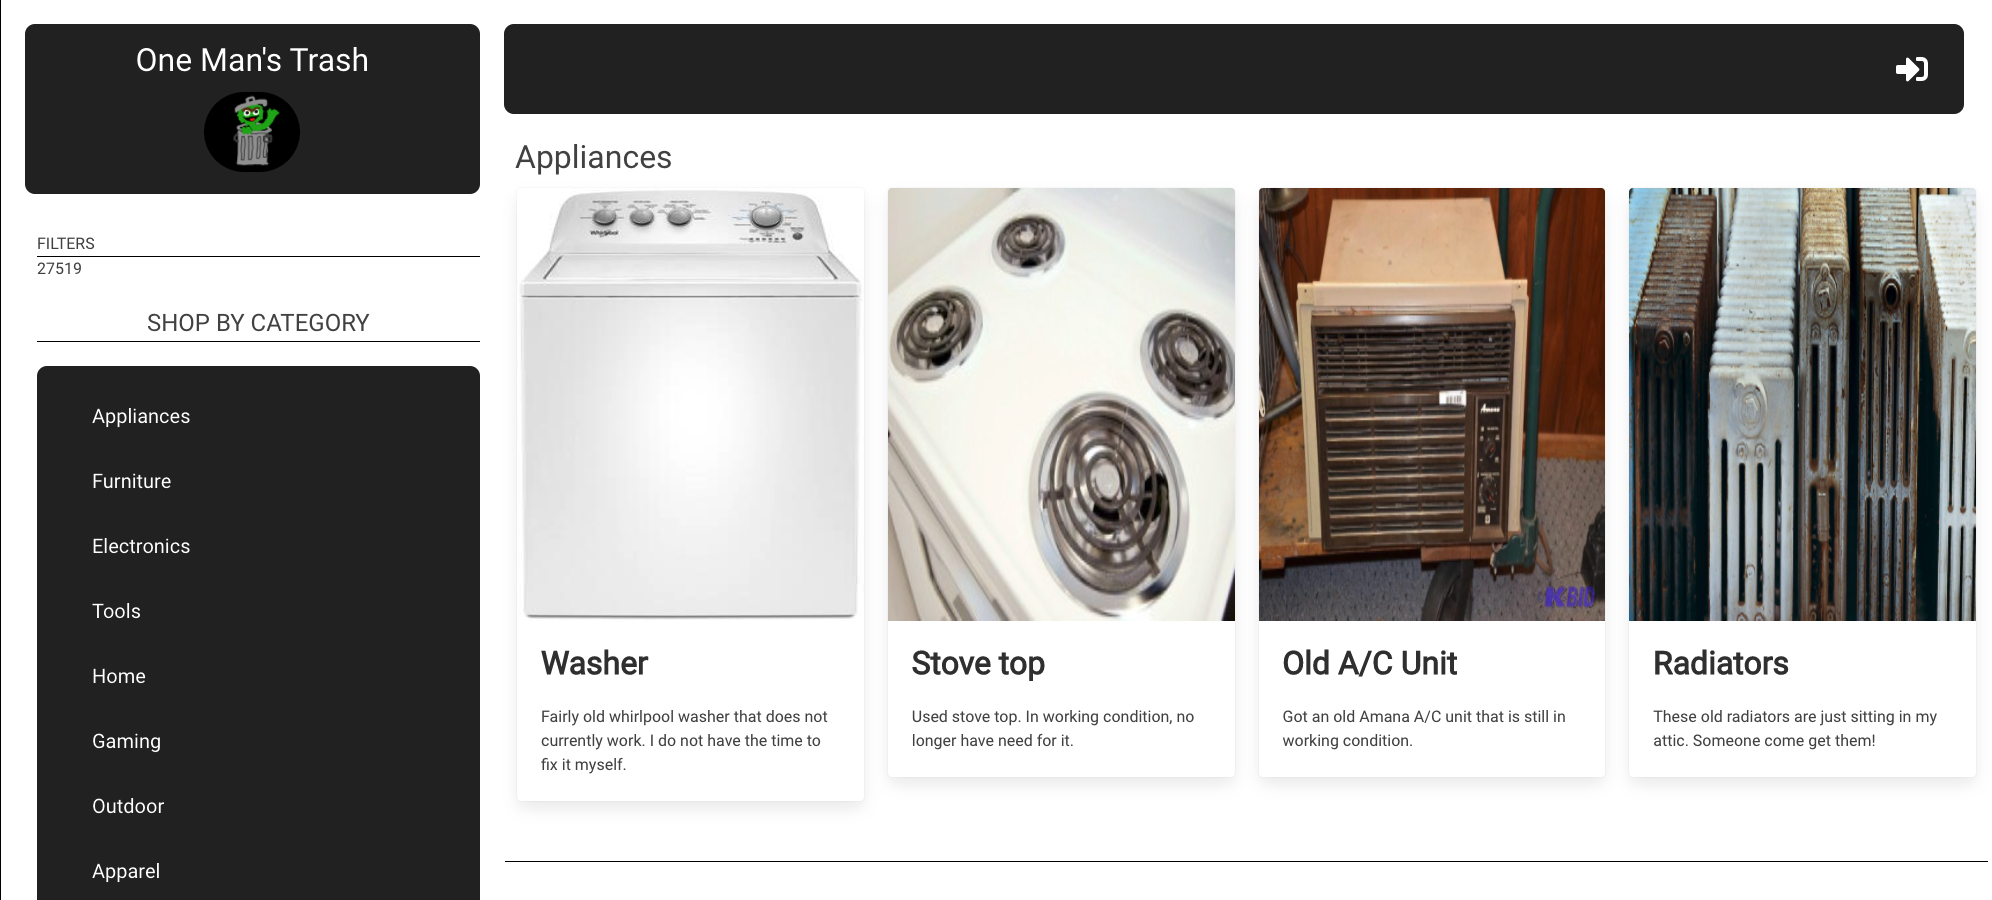 One Man's Trash
FILTERS
27519
SHOP BY CATEGORY
Appliances
Furniture
Electronics
Tools
Home
Gaming
Outdoor
Apparel
Appliances
Whirlpool
Washer
Fairly old whirlpool washer that does not
currently work. I do not have the time to
fix it myself.
Stove top
Used stove top. In working condition, no
longer have need for it.
Amana
Old A/C Unit
Got an old Amana A/C unit that is still in
working condition.
Radiators
These old radiators are just sitting in my
attic. Someone come get them!